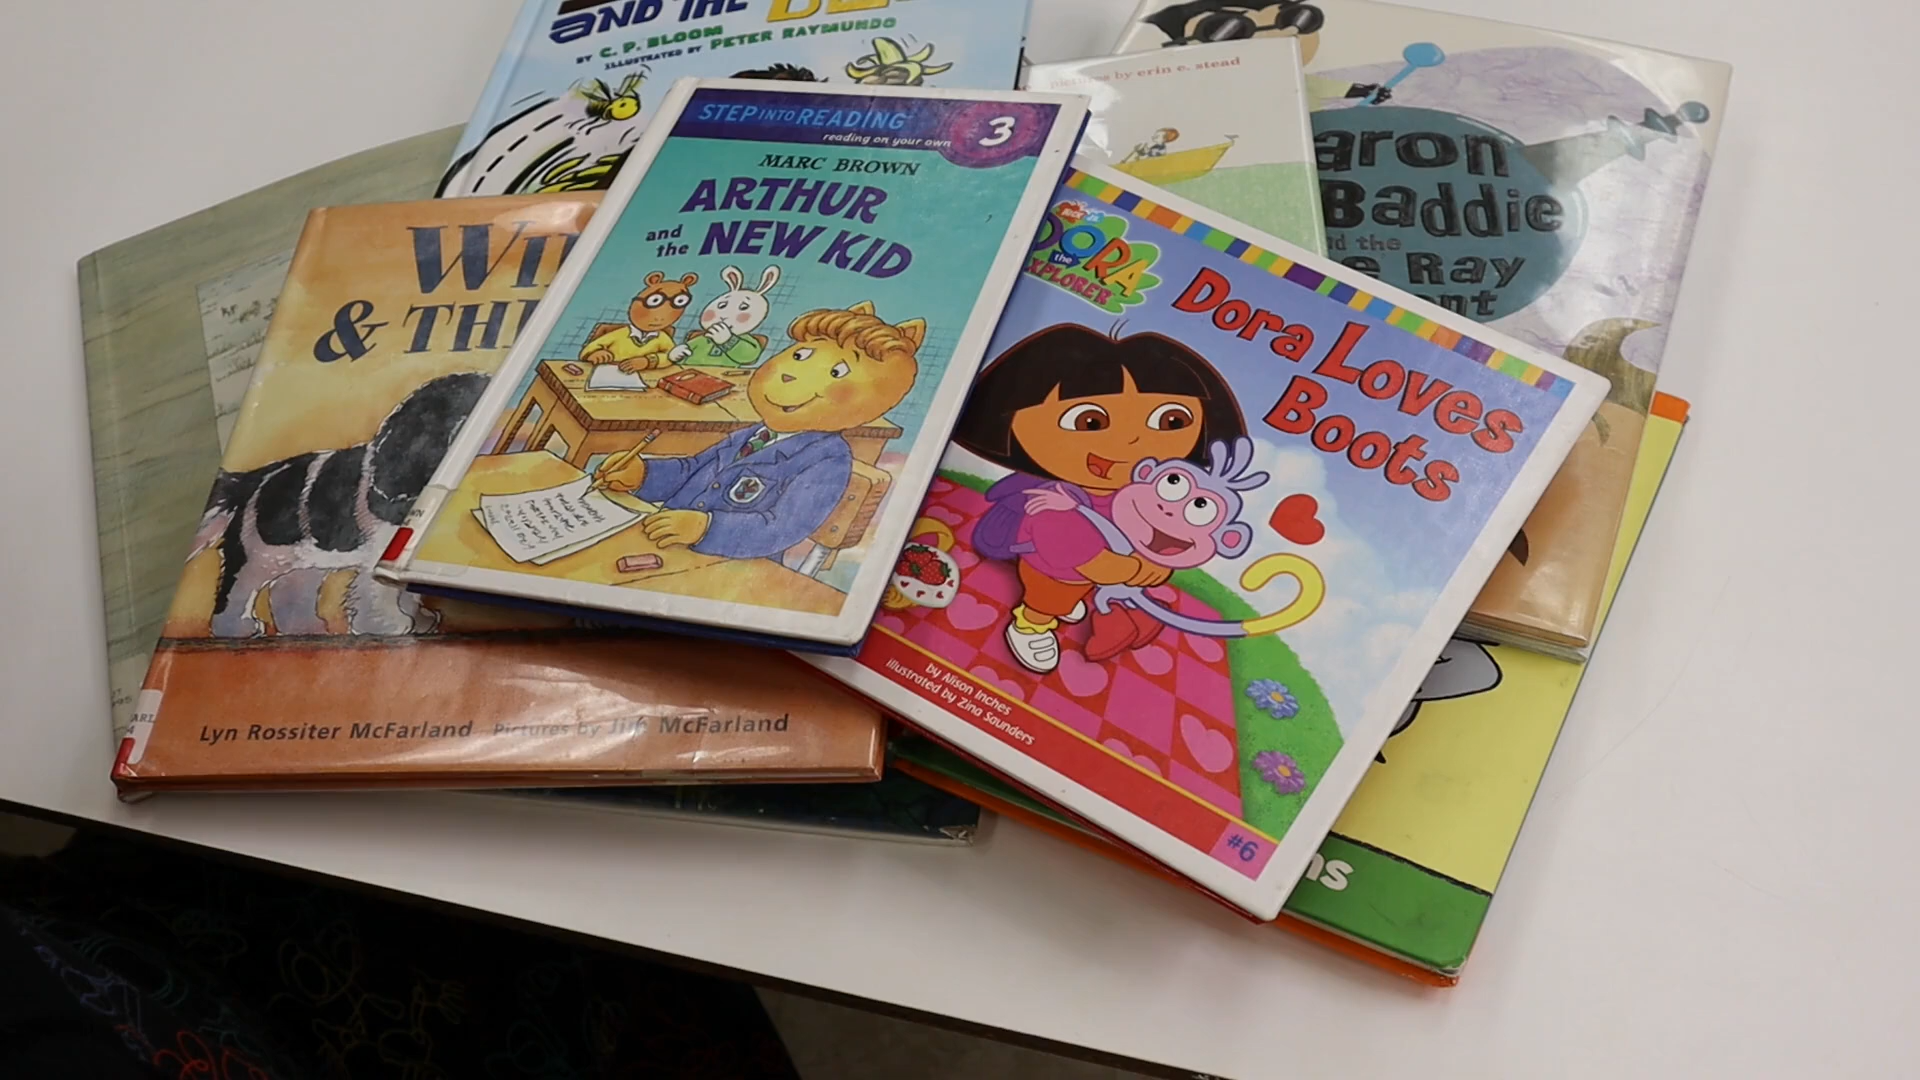 AND THE
BY C. P. BLOOM
ILLUSTRATED BY PETER RAYMUNDO
pictures by erin e. stead
STEP INTO READING
reading on your own
3
MARC BROWN
ARTHUR
and the NEW KID
aron
Baddie
Ray
DORA
the
EXPLORER
Dora Loves
Boots
by Alison Inches
illustrated by Zina Saunders
#6
& TH
Lyn Rossiter McFarland Pictures by Jim McFarland
ns